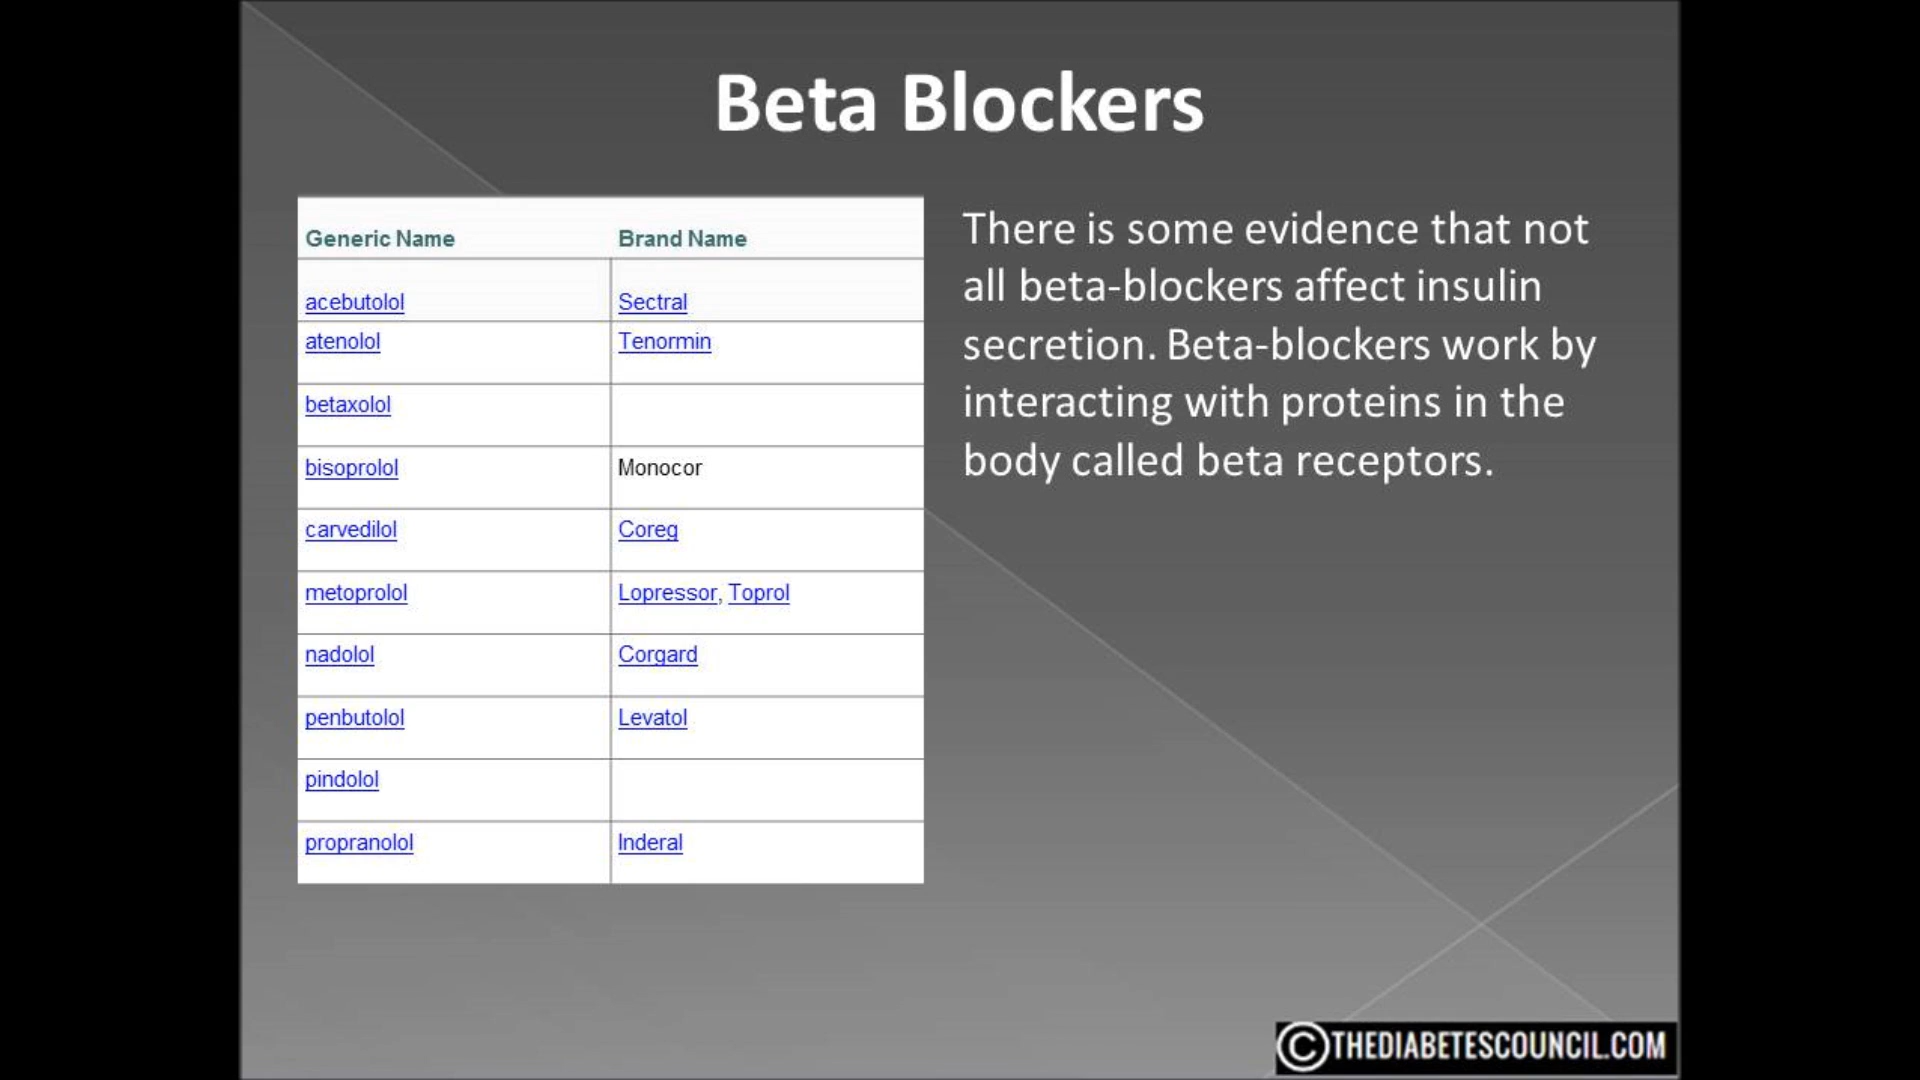 Beta Blockers
Generic Name Brand Name
acebutolol Sectral
atenolol Tenormin
betaxolol
bisoprolol Monocor
carvedilol Coreg
metoprolol Lopressor, Toprol
nadolol Corgard
penbutolol Levatol
pindolol
propranolol Inderal
There is some evidence that not
all beta-blockers affect insulin
secretion. Beta-blockers work by
interacting with proteins in the
body called beta receptors.
©THEDIABETESCOUNCIL.COM